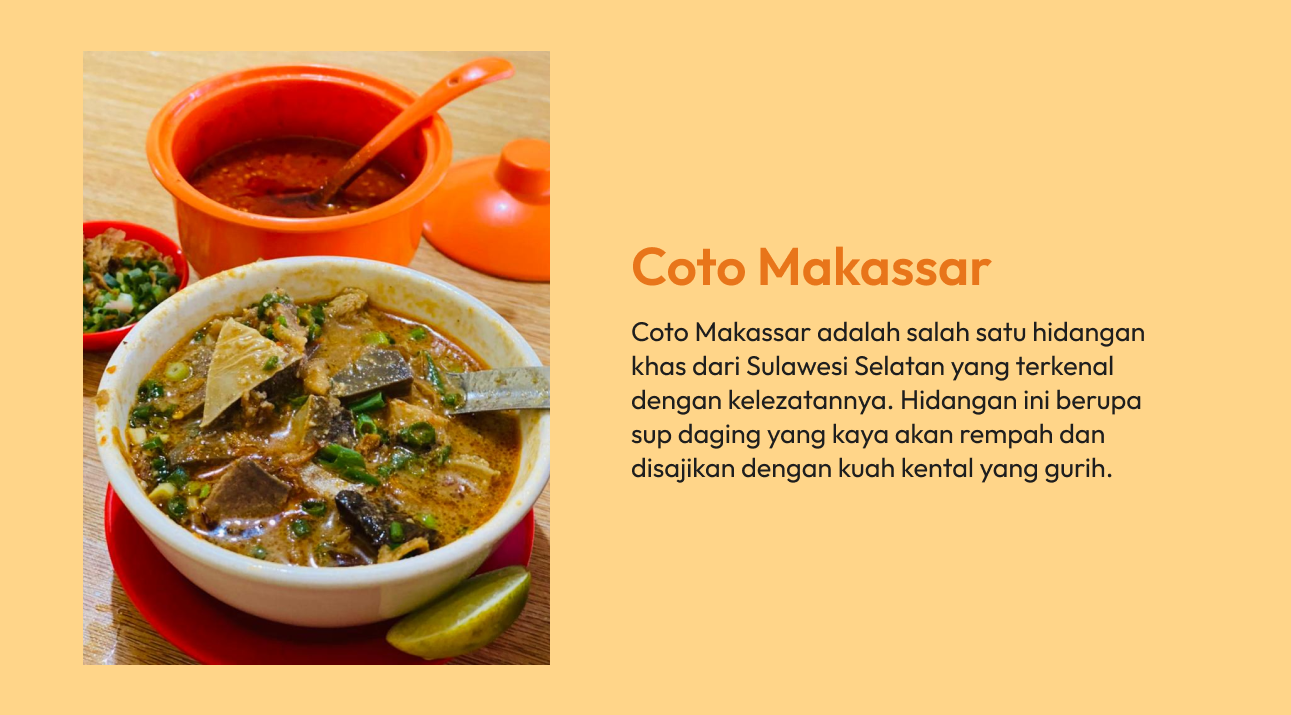 Coto Makassar
Coto Makassar adalah salah satu hidangan
khas dari Sulawesi Selatan yang terkenal
dengan kelezatannya. Hidangan ini berupa
sup daging yang kaya akan rempah dan
disajikan dengan kuah kental yang gurih.